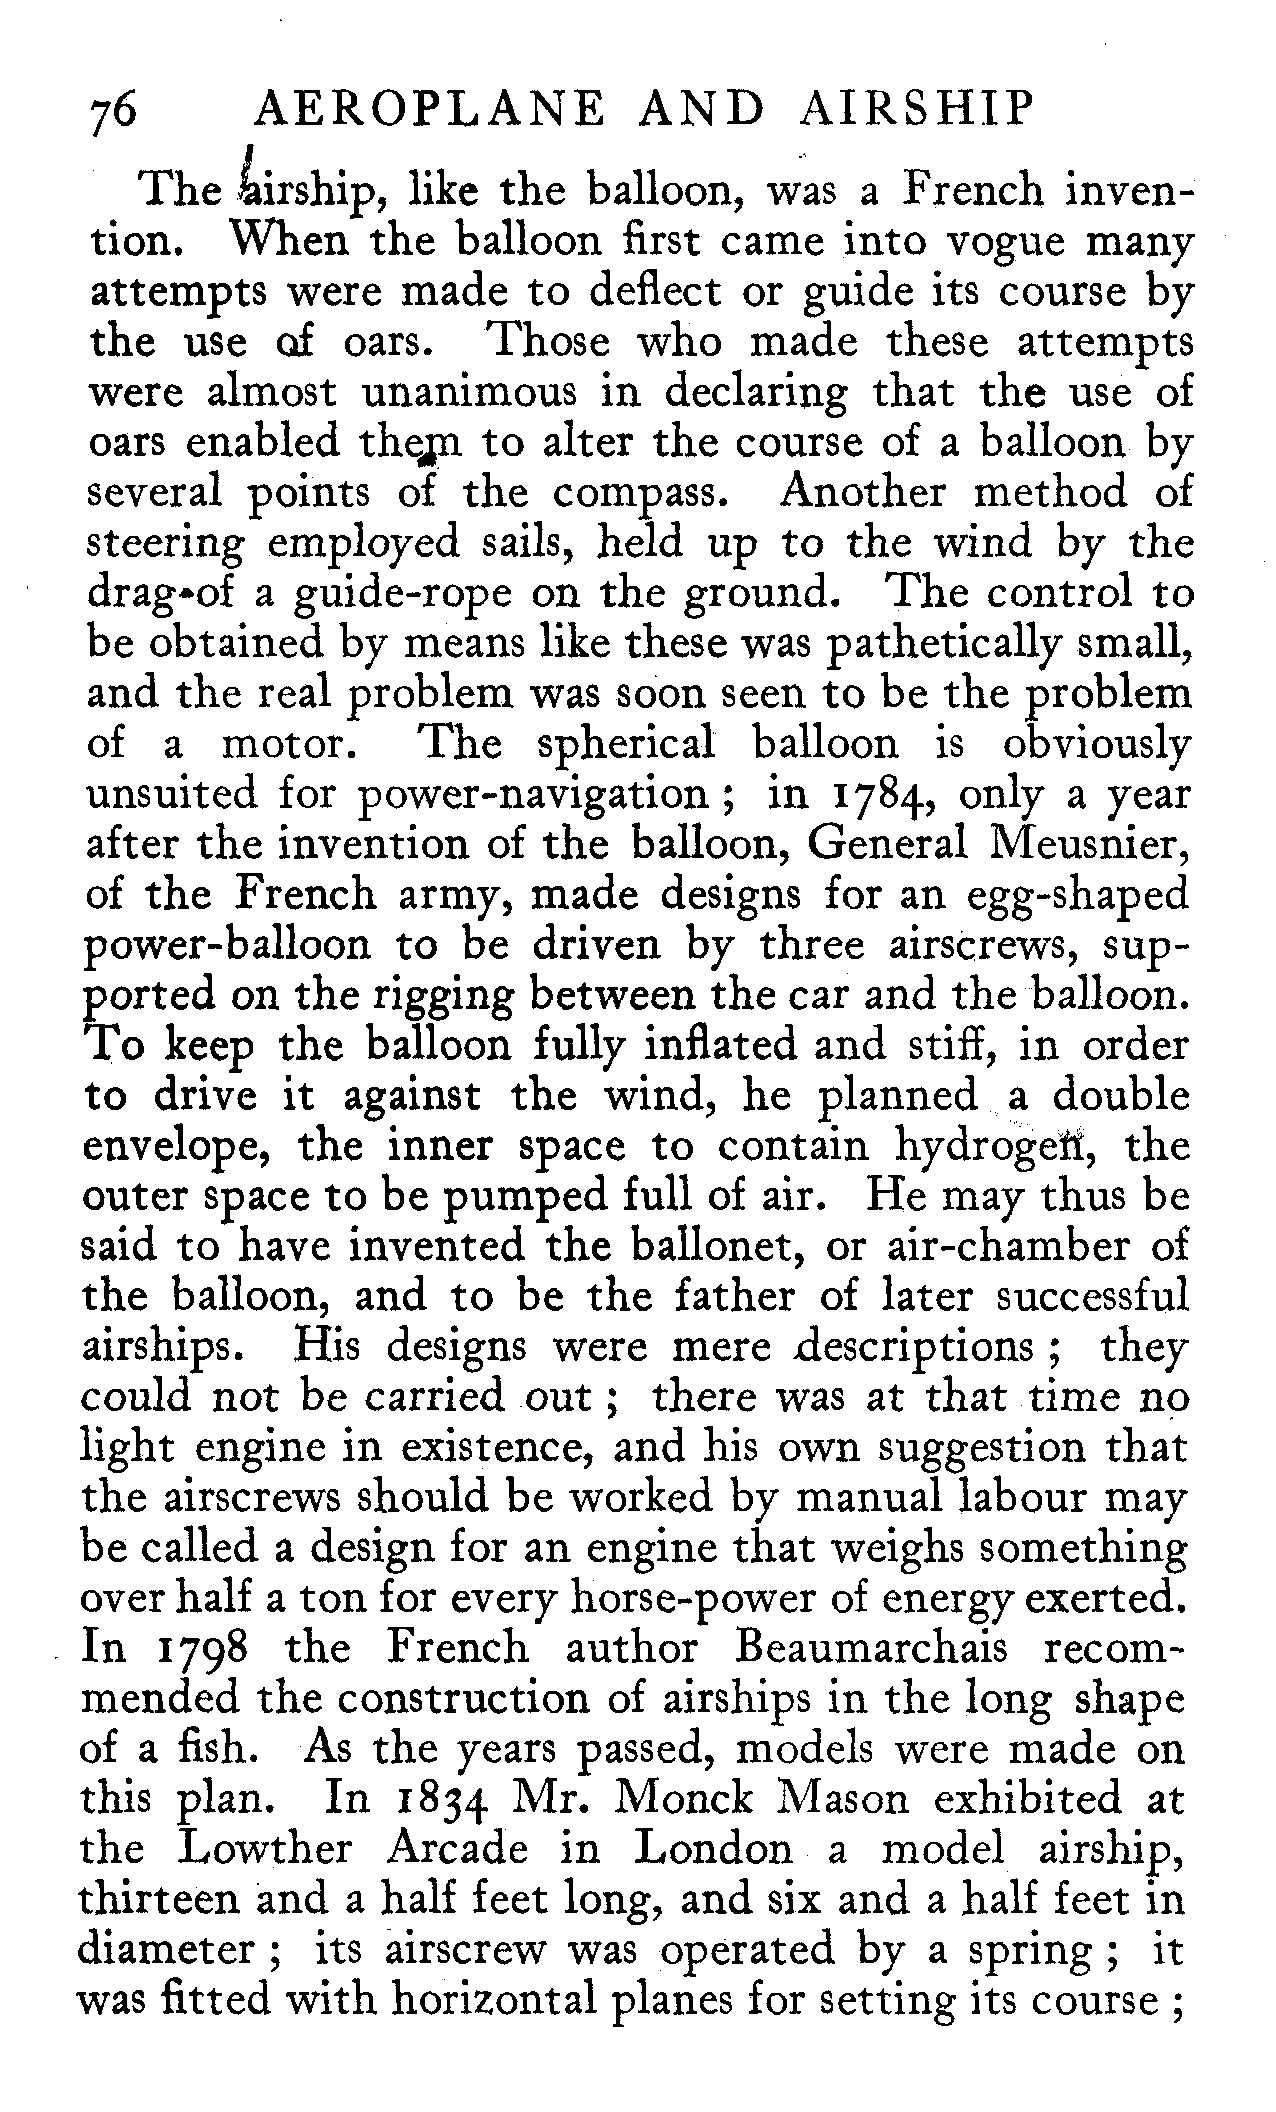 76 AEROPLANE AND AIRSHIP
The airship, like the balloon, was a French inven-
tion. When the balloon first came into vogue many
attempts were made to deflect or guide its course by
the use of oars. Those who made these attempts
were almost unanimous in declaring that the use of
oars enabled them to alter the course of a balloon by
several points of the compass. Another method of
steering employed sails, held up to the wind by the
drag of a guide-rope on the ground. The control to
be obtained by means like these was pathetically small,
and the real problem was soon seen to be the problem
of a motor. The spherical balloon is obviously
unsuited for power-navigation ; in 1784, only a year
after the invention of the balloon, General Meusnier,
of the French army, made designs for an egg-shaped
power-balloon to be driven by three airscrews, sup-
ported on the rigging between the car and the balloon.
To keep the balloon fully inflated and stiff, in order
to drive it against the wind, he planned a double
envelope, the inner space to contain hydrogen, the
outer space to be pumped full of air. He may thus be
said to have invented the ballonet, or air-chamber of
the balloon, and to be the father of later successful
airships. His designs were mere descriptions ; they
could not be carried out ; there was at that time no
light engine in existence, and his own suggestion that
the airscrews should be worked by manual labour may
be called a design for an engine that weighs something
over half a ton for every horse-power of energy exerted.
In 1798 the French author Beaumarchais recom-
mended the construction of airships in the long shape
of a fish. As the years passed, models were made on
this plan. In 1834 Mr. Monck Mason exhibited at
the Lowther Arcade in London a model airship,
thirteen and a half feet long, and six and a half feet in
diameter ; its airscrew was operated by a spring ; it
was fitted with horizontal planes for setting its course ;